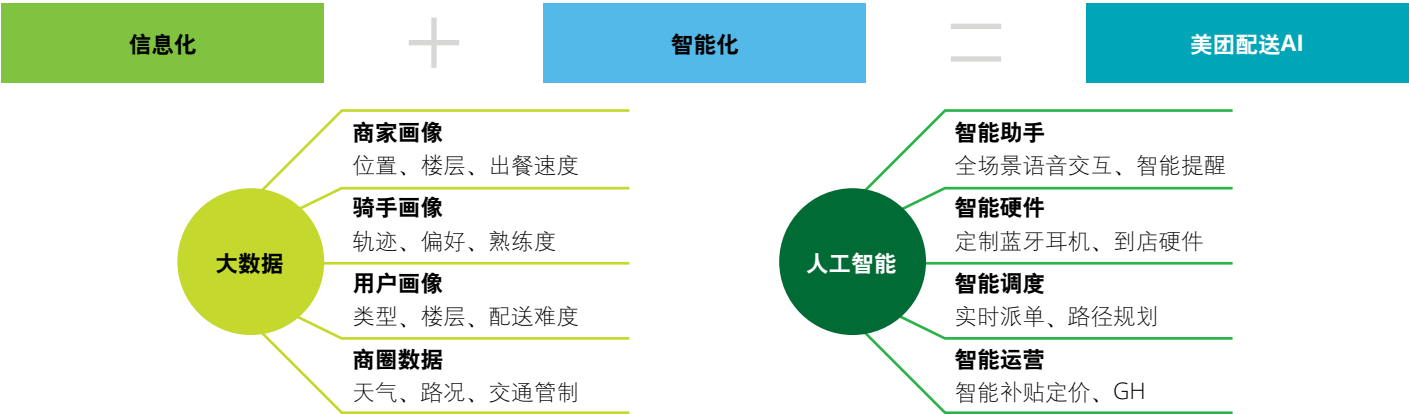 信息化
智能化
美团配送AI
大数据
商家画像
位置、楼层、出餐速度
骑手画像
轨迹、偏好、熟练度
用户画像
类型、楼层、配送难度
商圈数据
天气、路况、交通管制
人工智能
智能助手
全场景语音交互、智能提醒
智能硬件
定制蓝牙耳机、到店硬件
智能调度
实时派单、路径规划
智能运营
智能补贴定价、GH